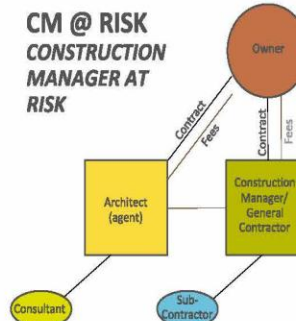 CM @ RISK
CONSTRUCTION
MANAGER AT
RISK
Owner
Contract
Fees
Contract
Fees
Architect
(agent)
Construction
Manager/
General
Contractor
Consultant
Sub-
Contractor